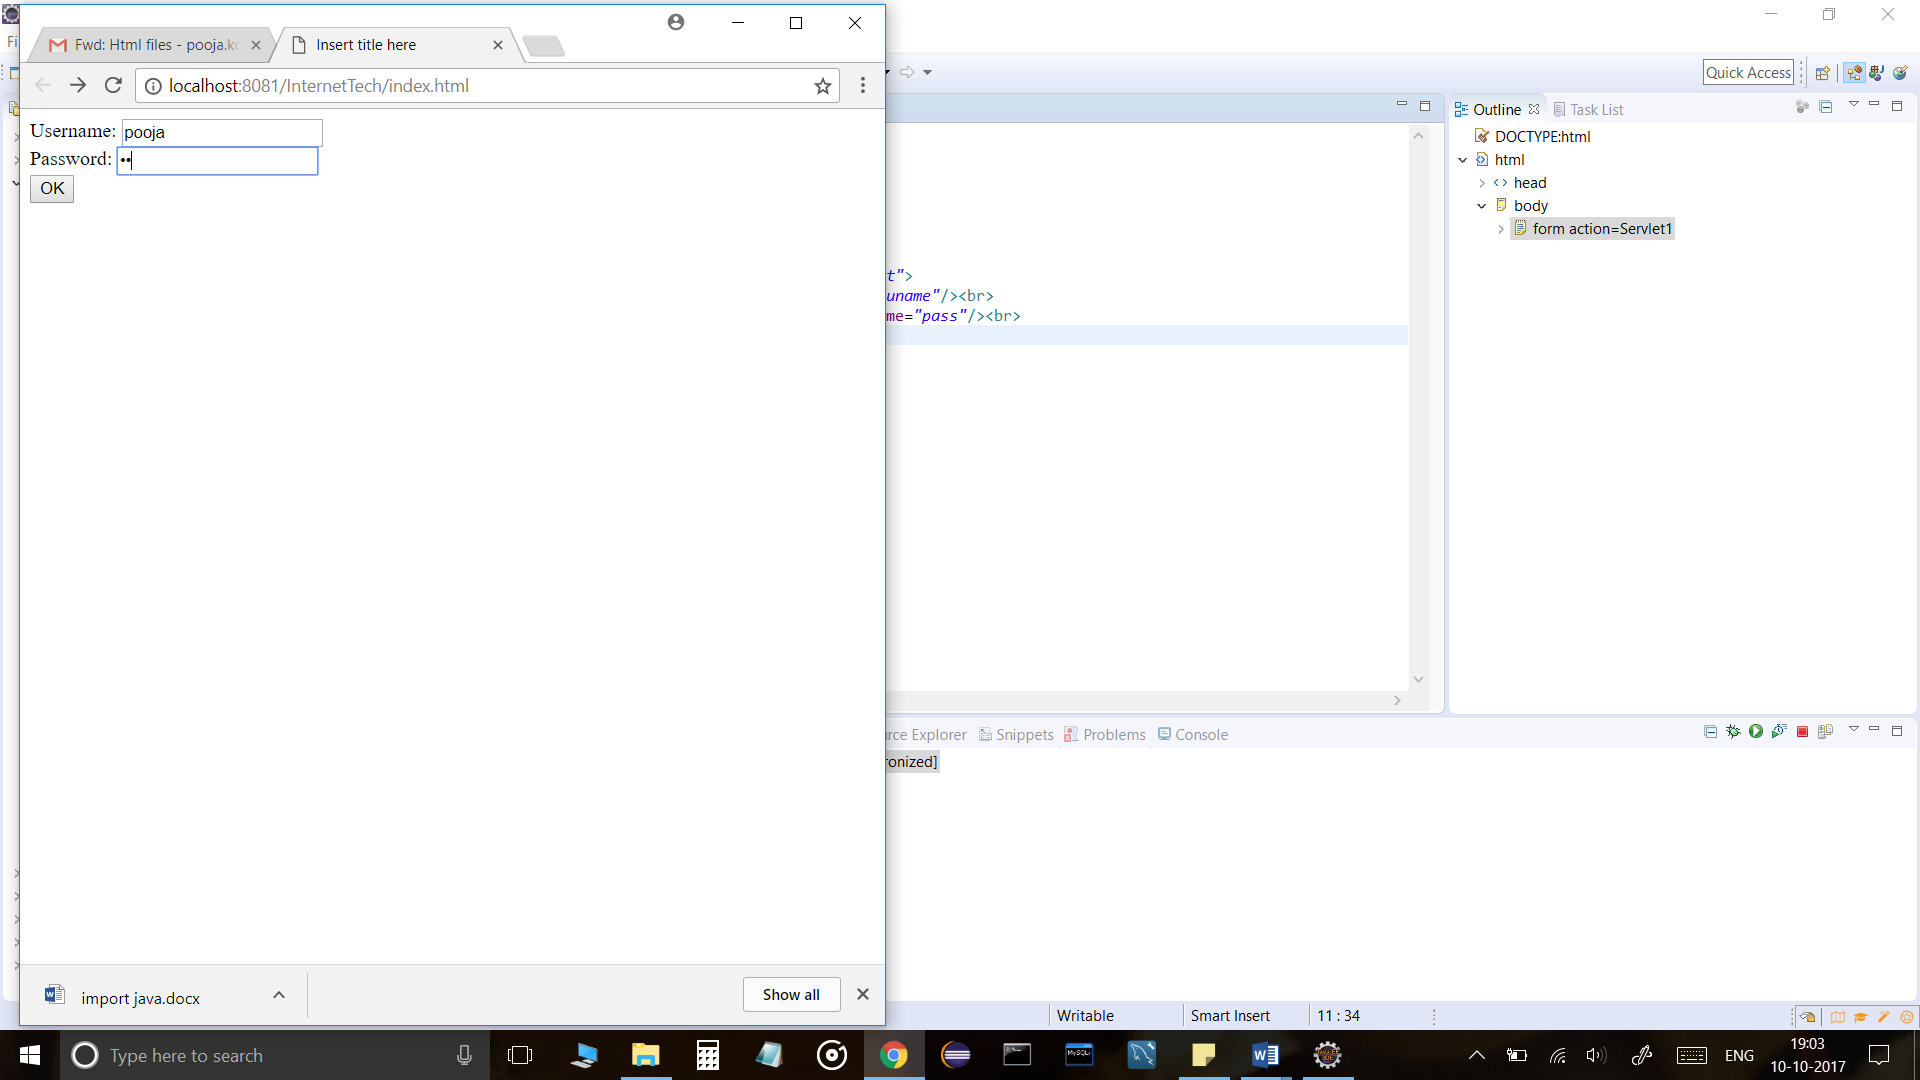 Fwd: Html files - pooja.k
Insert title here
localhost:8081/InternetTech/index.html
Username: pooja
Password: ••
OK
Fi
Quick Access
t">
uname"/><br>
me="pass"/><br>
Outline
Task List
DOCTYPE:html
html
head
body
form action=Servlet1
rce Explorer
Snippets
Problems
Console
ronized]
import java.docx
Show all
Writable
Smart Insert
11 : 34
Type here to search
MySQL
ENG
19:03
10-10-2017